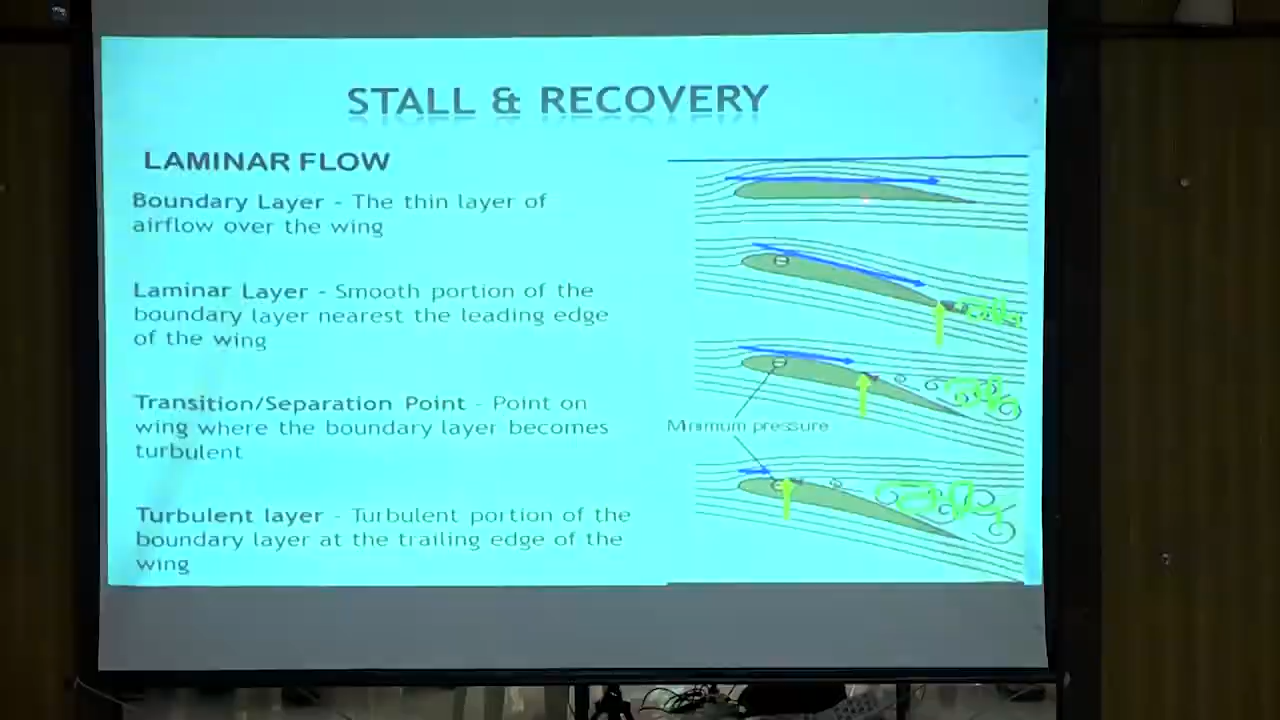 STALL & RECOVERY
LAMINAR FLOW
Boundary Layer - The thin layer of
airflow over the wing
Laminar Layer - Smooth portion of the
boundary layer nearest the leading edge
of the wing
Transition/Separation Point - Point on
wing where the boundary layer becomes
turbulent
Turbulent layer - Turbulent portion of the
boundary layer at the trailing edge of the
wing
Minimum pressure